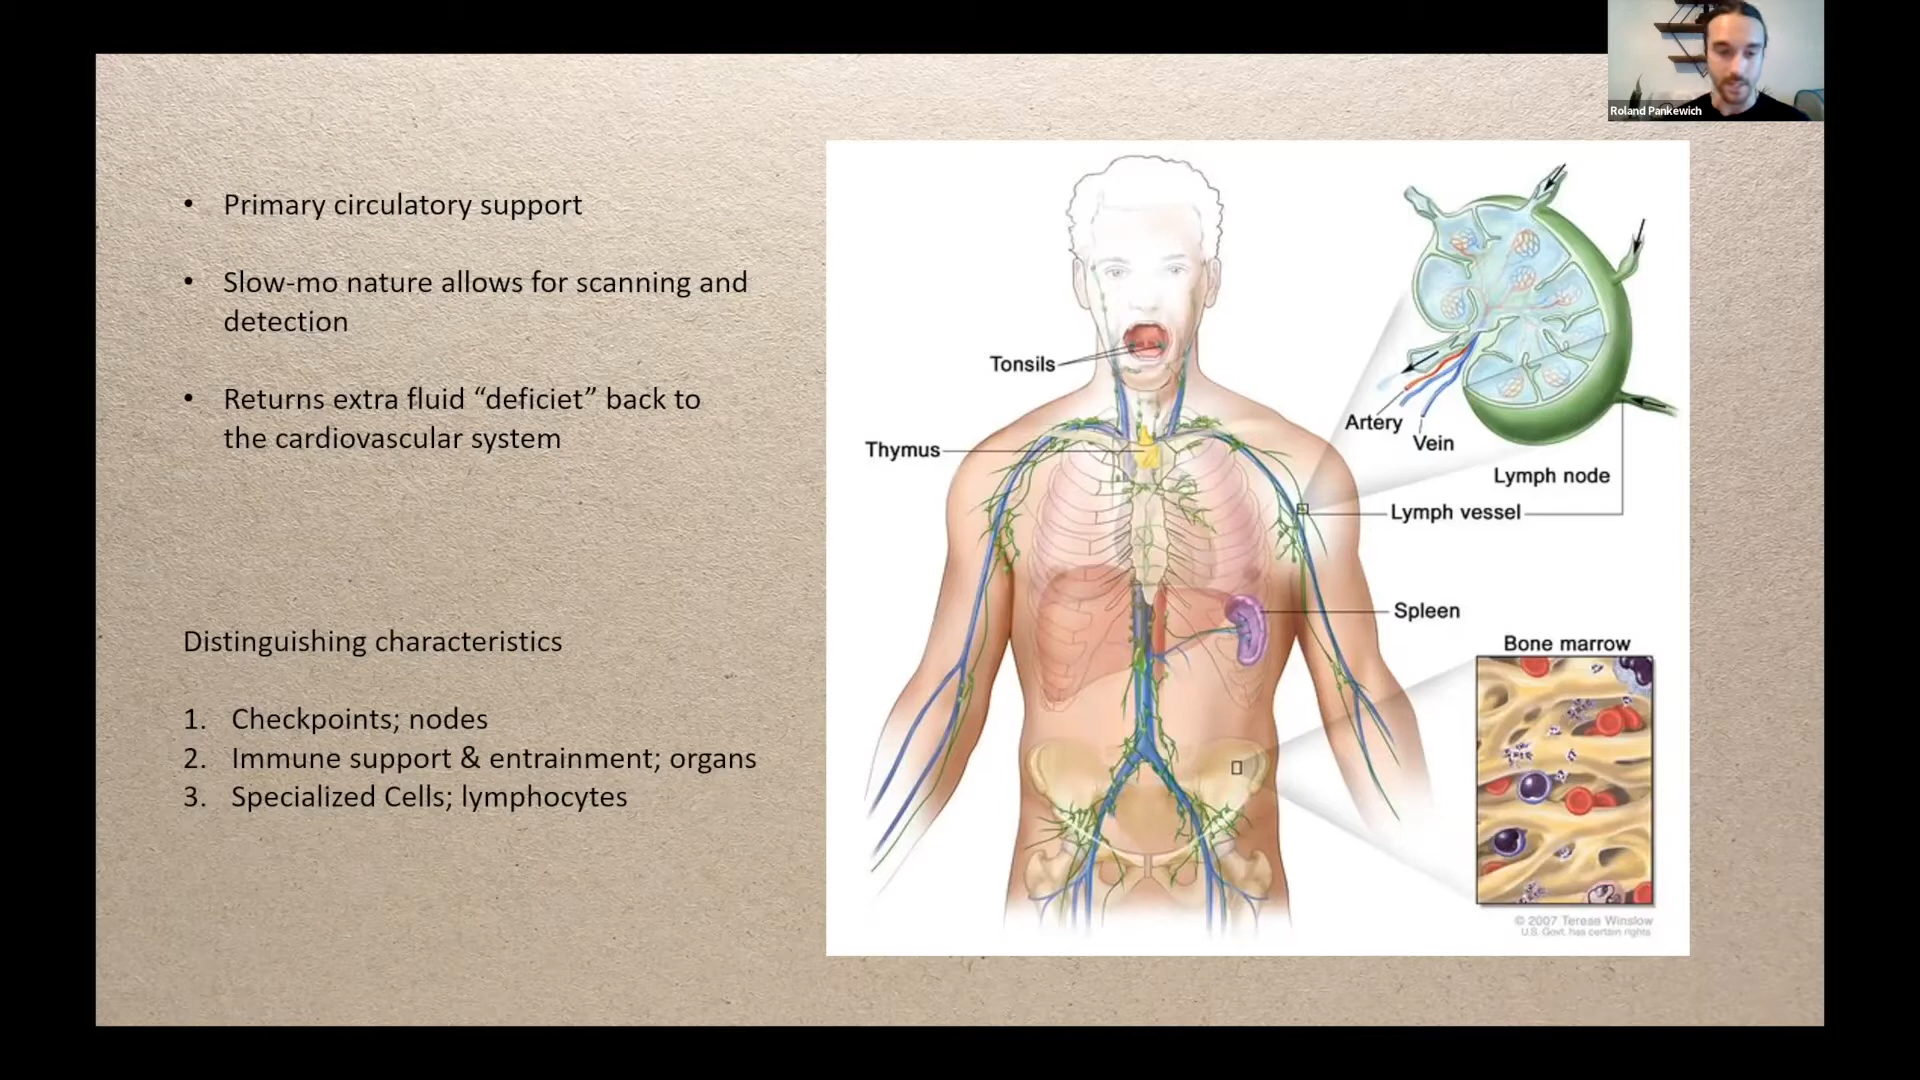 Roland Pankewich
• Primary circulatory support
• Slow-mo nature allows for scanning and
detection
• Returns extra fluid “deficiet” back to
the cardiovascular system
Distinguishing characteristics
1. Checkpoints; nodes
2. Immune support & entrainment; organs
3. Specialized Cells; lymphocytes
Tonsils
Thymus
Artery
Vein
Lymph node
Lymph vessel
Spleen
Bone marrow
© 2007 Terese Winslow
U.S. Govt. has certain rights